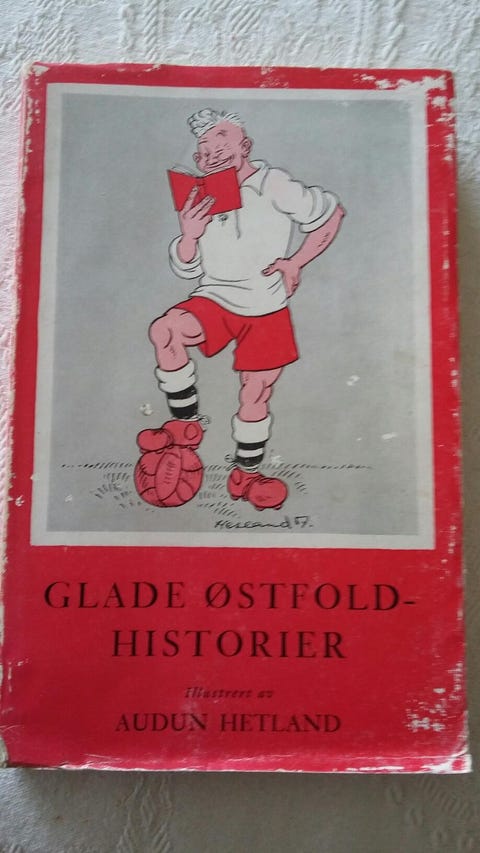 Hetland 57.
GLADE ØSTFOLD-
HISTORIER
Illustrert av
AUDUN HETLAND